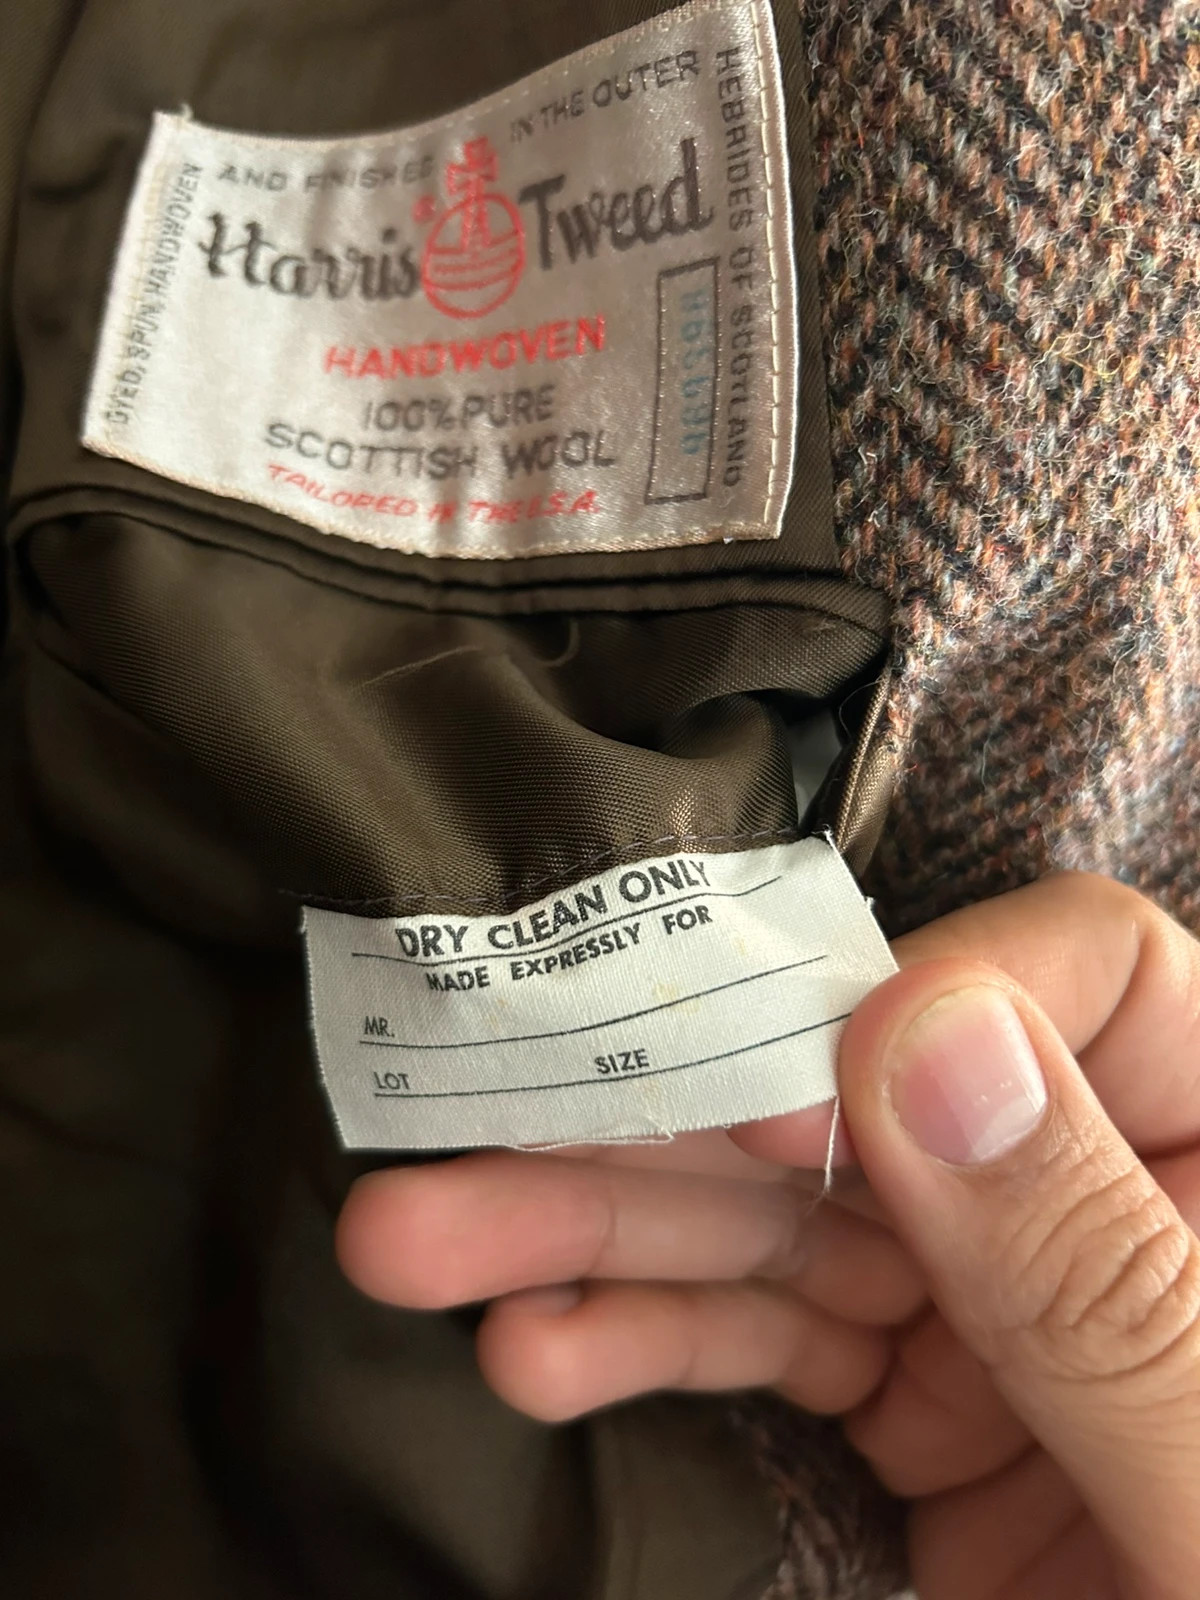 DYED, SPUN, HANDWOVEN
AND FINISHED
IN THE OUTER
HEBRIDES OF SCOTLAND
Harris ® Tweed
HANDWOVEN
100% PURE
SCOTTISH WOOL
TAILORED IN THE U.S.A.
DRY CLEAN ONLY
MADE EXPRESSLY FOR
MR.
LOT SIZE